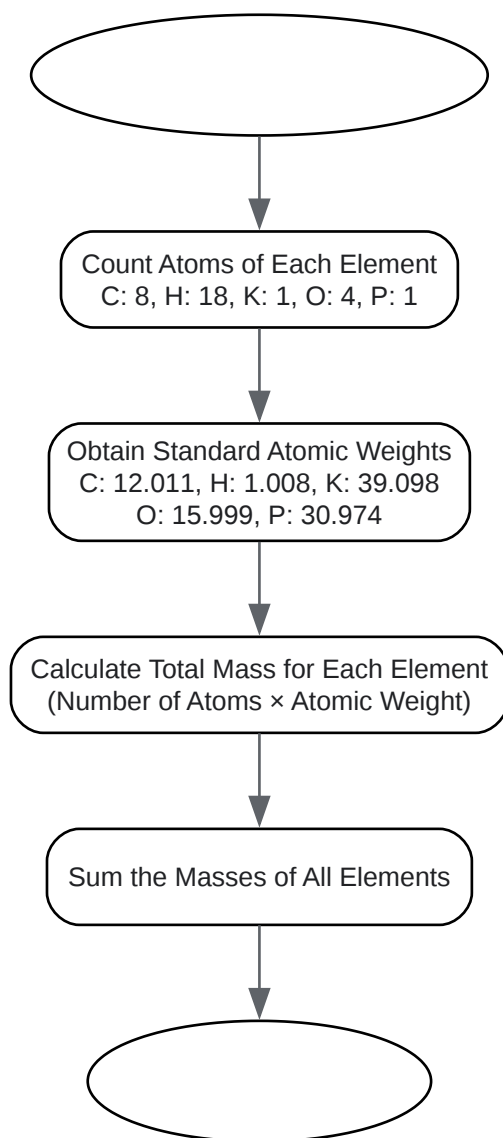 Count Atoms of Each Element
C: 8, H: 18, K: 1, O: 4, P: 1
Obtain Standard Atomic Weights
C: 12.011, H: 1.008, K: 39.098
O: 15.999, P: 30.974
Calculate Total Mass for Each Element
(Number of Atoms × Atomic Weight)
Sum the Masses of All Elements